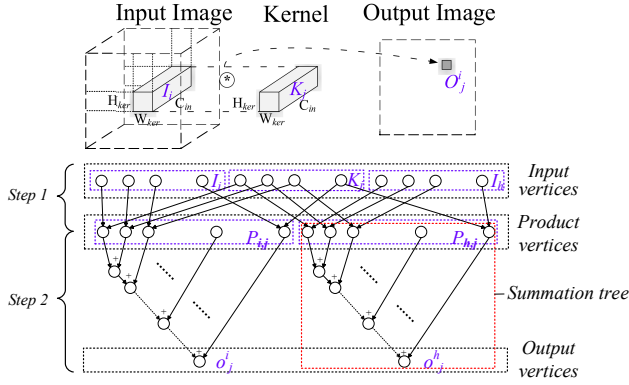 Input Image Kernel Output Image
I_i K_j O^i_j
*
H_ker C_in H_ker C_in
W_ker W_ker
Step 1
I_i K_j I_h
Input
vertices
P_i,j P_h,j
Product
vertices
+ +
+ +
Step 2
Summation tree
+ +
+ +
o^i_j o^h_j
Output
vertices